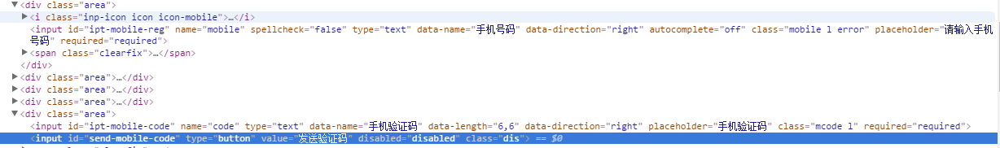 ▼<div class="area">
▶<i class="inp-icon icon icon-mobile">…</i>
<input id="ipt-mobile-reg" name="mobile" spellcheck="false" type="text" data-name="手机号码" data-direction="right" autocomplete="off" class="mobile l error" placeholder="请输入手机
号码" required="required">
▶<span class="clearfix">…</span>
</div>
▶<div class="area">…</div>
▶<div class="area">…</div>
▶<div class="area">…</div>
▼<div class="area">
<input id="ipt-mobile-code" name="code" type="text" data-name="手机验证码" data-length="6,6" data-direction="right" placeholder="手机验证码" class="mcode l" required="required">
<input id="send-mobile-code" type="button" value="发送验证码" disabled="disabled" class="dis"> == $0